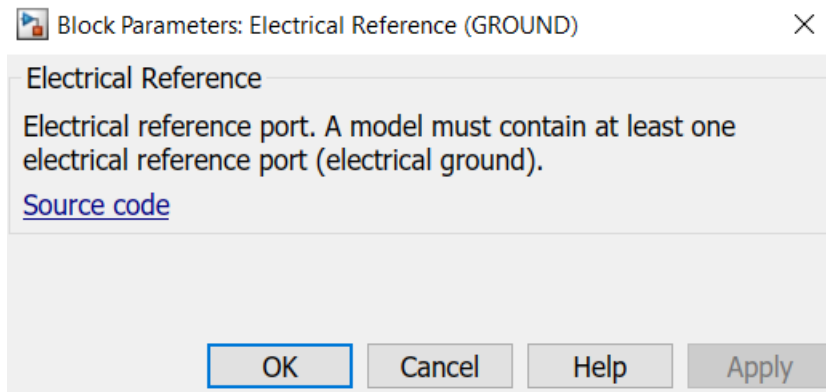 Block Parameters: Electrical Reference (GROUND)
Electrical Reference
Electrical reference port. A model must contain at least one
electrical reference port (electrical ground).
Source code
OK Cancel Help Apply